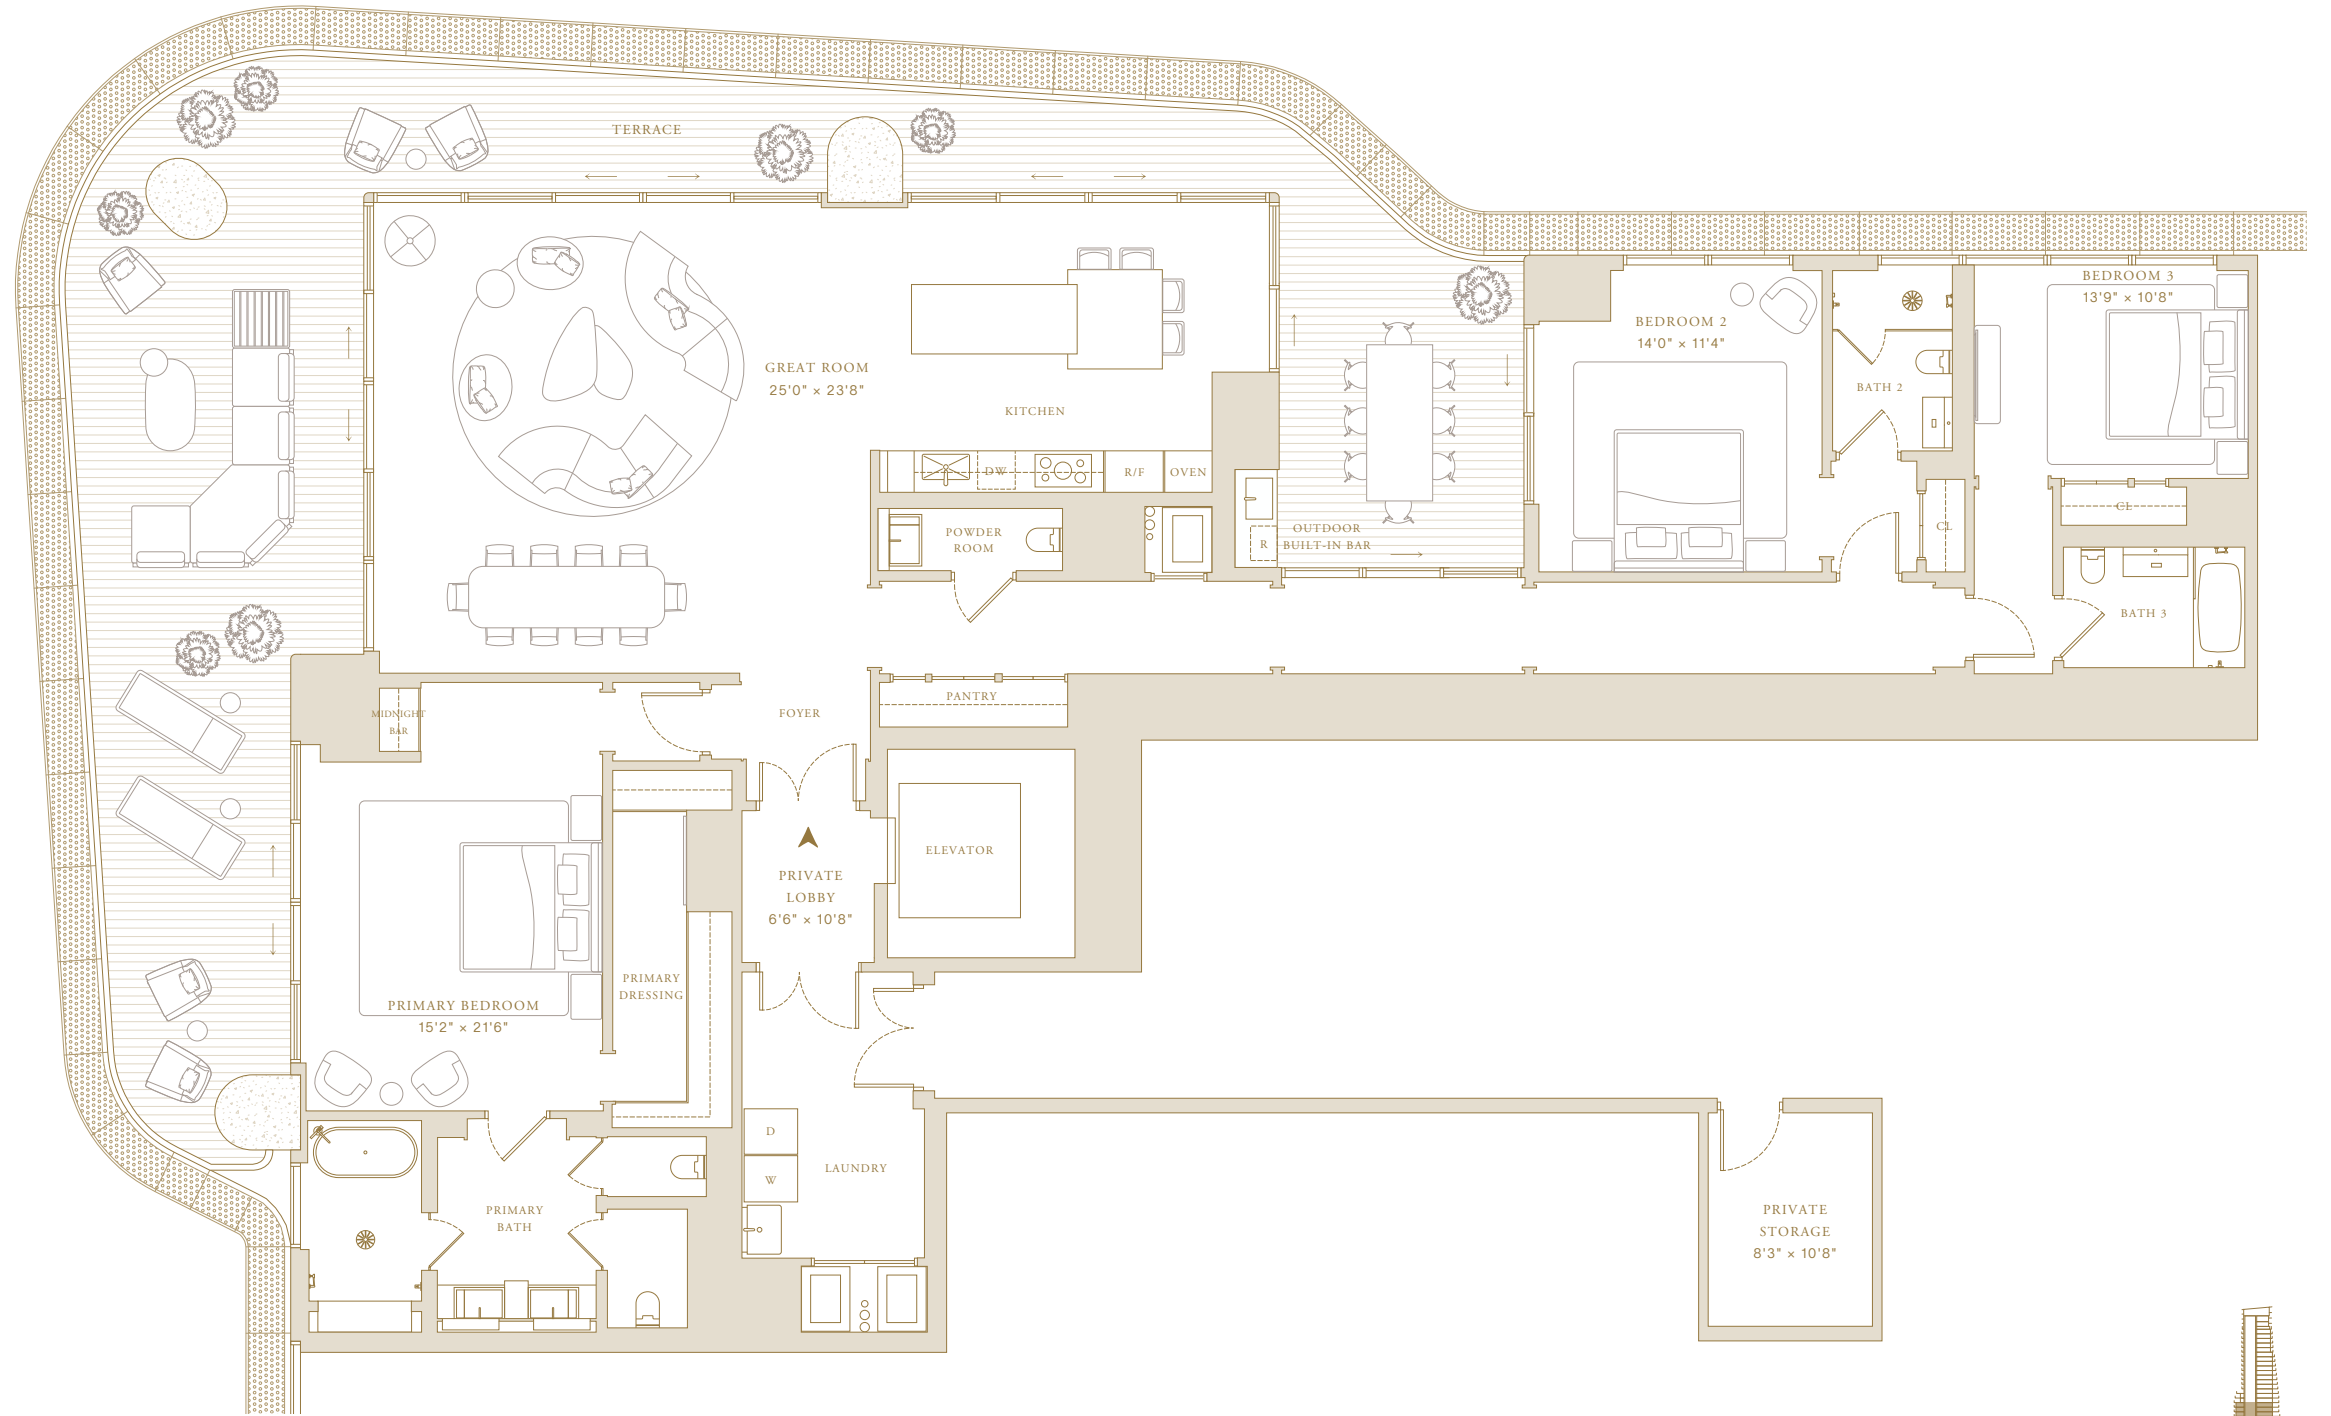 TERRACE
GREAT ROOM
25'0" × 23'8"
KITCHEN
DW
R/F
OVEN
POWDER
ROOM
OUTDOOR
BUILT-IN BAR
R
BEDROOM 2
14'0" × 11'4"
BATH 2
CL
BEDROOM 3
13'9" × 10'8"
CL
BATH 3
MIDNIGHT
BAR
FOYER
PANTRY
ELEVATOR
PRIVATE
LOBBY
6'6" × 10'8"
PRIMARY
DRESSING
PRIMARY BEDROOM
15'2" × 21'6"
D
W
LAUNDRY
PRIMARY
BATH
PRIVATE
STORAGE
8'3" × 10'8"